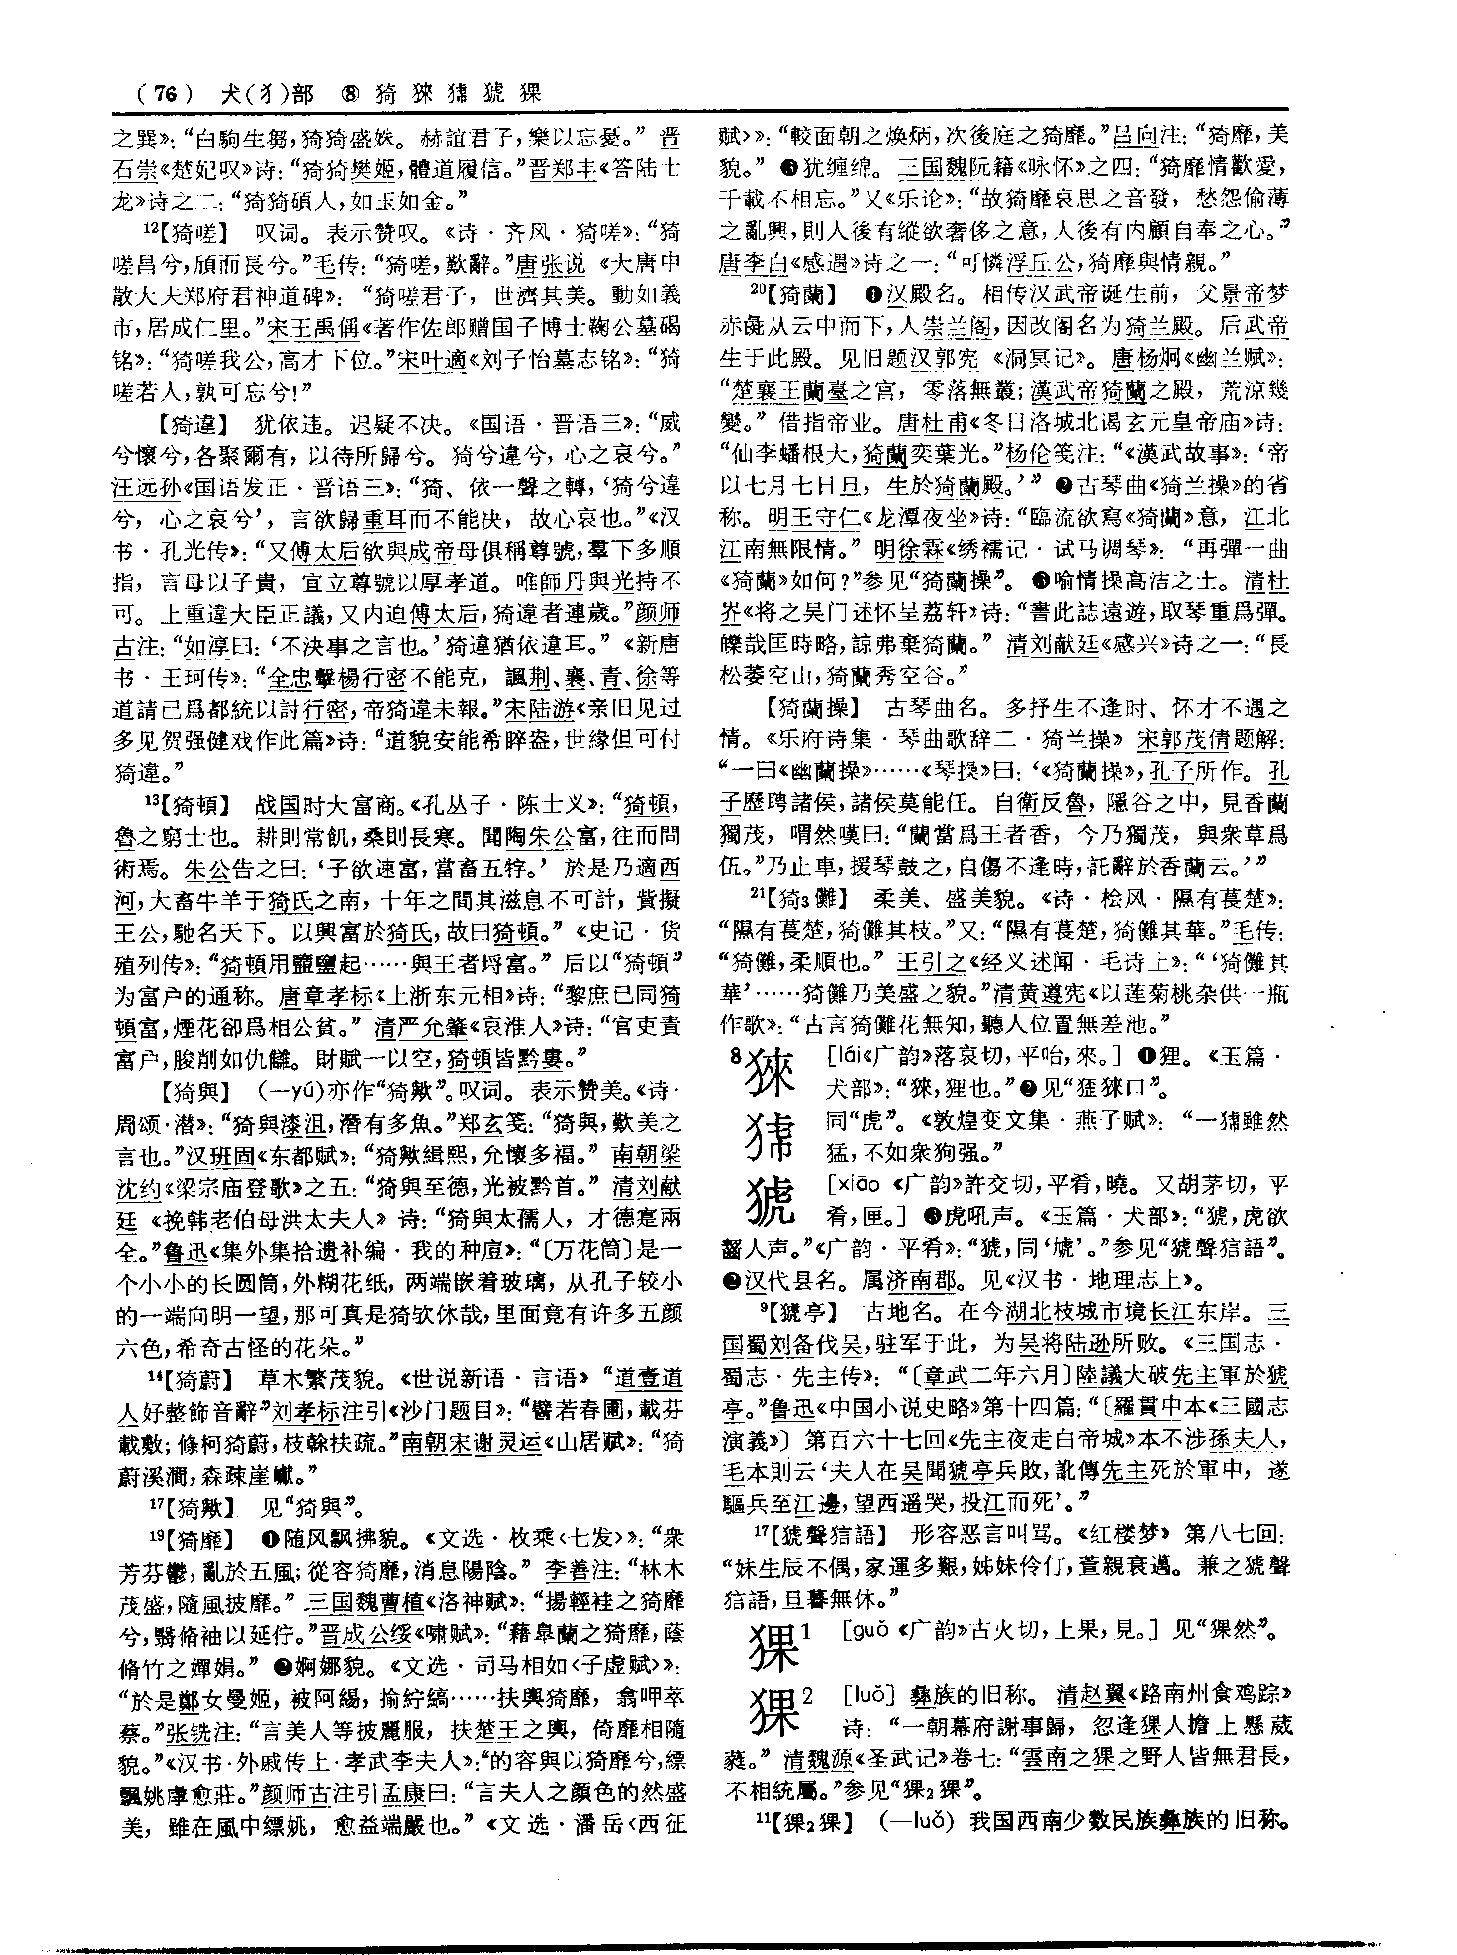 (76) 犬(犭)部 ⑧ 猗 猍 㺃 猇 猓
之巽》：“白駒生芻，猗猗盛姝。赫誼君子，樂以忘憂。”晋
石崇《楚妃叹》诗：“猗猗樊姬，體道履信。”晋郑丰《答陆士
龙》诗之二：“猗猗碩人，如玉如金。”
12【猗嗟】 叹词。表示赞叹。《诗·齐风·猗嗟》：“猗
嗟昌兮，頎而長兮。”毛传：“猗嗟，歎辭。”唐张说《大唐中
散大夫郑府君神道碑》：“猗嗟君子，世濟其美。動如義
市，居成仁里。”宋王禹偁《著作佐郎赠国子博士鞠公墓碣
铭》：“猗嗟我公，高才下位。”宋叶適《刘子怡墓志铭》：“猗
嗟若人，孰可忘兮！”
【猗違】 犹依违。迟疑不决。《国语·晋语三》：“威
兮懷兮，各聚爾有，以待所歸兮。猗兮違兮，心之哀兮。”
汪远孙《国语发正·晋语三》：“猗、依一聲之轉，‘猗兮違
兮，心之哀兮’，言欲歸重耳而不能決，故心哀也。”《汉
书·孔光传》：“又傅太后欲與成帝母俱稱尊號，羣下多順
指，言母以子貴，宜立尊號以厚孝道。唯師丹與光持不
可。上重違大臣正議，又内迫傅太后，猗違者連歲。”颜师
古注：“如淳曰：‘不決事之言也。’猗違猶依違耳。”《新唐
书·王珂传》：“全忠擊楊行密不能克，諷荆、襄、青、徐等
道請己爲都統以討行密，帝猗違未報。”宋陆游《亲旧见过
多见贺强健戏作此篇》诗：“道貌安能希睟盎，世緣但可付
猗違。”
13【猗頓】 战国时大富商。《孔丛子·陈士义》：“猗頓，
魯之窮士也。耕則常飢，桑則長寒。聞陶朱公富，往而問
術焉。朱公告之曰：‘子欲速富，當畜五牸。’於是乃適西
河，大畜牛羊于猗氏之南，十年之間其滋息不可計，貲擬
王公，馳名天下。以興富於猗氏，故曰猗頓。”《史记·货
殖列传》：“猗頓用盬鹽起……與王者埒富。”后以“猗頓”
为富户的通称。唐章孝标《上浙东元相》诗：“黎庶已同猗
頓富，煙花卻爲相公貧。”清严允肇《哀淮人》诗：“官吏責
富户，朘削如仇讎。財賦一以空，猗頓皆黔婁。”
【猗與】 (—yú)亦作“猗歟”。叹词。表示赞美。《诗·
周颂·潜》：“猗與漆沮，潛有多魚。”郑玄笺：“猗與，歎美之
言也。”汉班固《东都赋》：“猗歟緝熙，允懷多福。”南朝梁
沈约《梁宗庙登歌》之五：“猗與至德，光被黔首。”清刘献
廷《挽韩老伯母洪太夫人》诗：“猗與太孺人，才德寔兩
全。”鲁迅《集外集拾遗补编·我的种痘》：“〔万花筒〕是一
个小小的长圆筒，外糊花纸，两端嵌着玻璃，从孔子较小
的一端向明一望，那可真是猗欤休哉，里面竟有许多五颜
六色，希奇古怪的花朵。”
14【猗蔚】 草木繁茂貌。《世说新语·言语》“道壹道
人好整飾音辭”刘孝标注引《沙门题目》：“譬若春圃，載芬
載敷；條柯猗蔚，枝榦扶疏。”南朝宋谢灵运《山居赋》：“猗
蔚溪澗，森疎崖巘。”
17【猗歟】 见“猗與”。
19【猗靡】 ❶随风飘拂貌。《文选·枚乘〈七发〉》：“衆
芳芬鬱，亂於五風；從容猗靡，消息陽陰。”李善注：“林木
茂盛，隨風披靡。”三国魏曹植《洛神赋》：“揚輕袿之猗靡
兮，翳脩袖以延佇。”晋成公绥《啸赋》：“藉皋蘭之猗靡，蔭
脩竹之嬋娟。”❷婀娜貌。《文选·司马相如〈子虚赋〉》：
“於是鄭女曼姬，被阿緆，揄紵縞……扶輿猗靡，翕呷萃
蔡。”张铣注：“言美人等披麗服，扶楚王之輿，倚靡相隨
貌。”《汉书·外戚传上·孝武李夫人》：“的容與以猗靡兮，縹
飄姚虖愈莊。”颜师古注引孟康曰：“言夫人之顏色的然盛
美，雖在風中縹姚，愈益端嚴也。”《文选·潘岳〈西征
赋〉》：“較面朝之焕炳，次後庭之猗靡。”吕向注：“猗靡，美
貌。”❸犹缠绵。三国魏阮籍《咏怀》之四：“猗靡情歡愛，
千載不相忘。”又《乐论》：“故猗靡哀思之音發，愁怨偷薄
之亂興，則人後有縱欲奢侈之意，人後有内顧自奉之心。”
唐李白《感遇》诗之一：“可憐浮丘公，猗靡與情親。”
20【猗蘭】 ❶汉殿名。相传汉武帝诞生前，父景帝梦
赤彘从云中而下，入崇兰阁，因改阁名为猗兰殿。后武帝
生于此殿。见旧题汉郭宪《洞冥记》。唐杨炯《幽兰赋》：
“楚襄王蘭臺之宫，零落無叢；漢武帝猗蘭之殿，荒涼幾
變。”借指帝业。唐杜甫《冬日洛城北谒玄元皇帝庙》诗：
“仙李蟠根大，猗蘭奕葉光。”杨伦笺注：“《漢武故事》：‘帝
以七月七日旦，生於猗蘭殿。’”❷古琴曲《猗兰操》的省
称。明王守仁《龙潭夜坐》诗：“臨流欲寫《猗蘭》意，江北
江南無限情。”明徐霖《绣襦记·试马调琴》：“再彈一曲
《猗蘭》如何？”参见“猗蘭操”。❸喻情操高洁之士。清杜
岕《将之吴门述怀呈荔轩》诗：“書此誌遠遊，取琴重爲彈。
皪哉匡時略，諒弗棄猗蘭。”清刘献廷《感兴》诗之一：“長
松萎空山，猗蘭秀空谷。”
【猗蘭操】 古琴曲名。多抒生不逢时、怀才不遇之
情。《乐府诗集·琴曲歌辞二·猗兰操》宋郭茂倩题解：
“一曰《幽蘭操》……《琴操》曰：‘《猗蘭操》，孔子所作。孔
子歷聘諸侯，諸侯莫能任。自衛反魯，隱谷之中，見香蘭
獨茂，喟然嘆曰：“蘭當爲王者香，今乃獨茂，與衆草爲
伍。”乃止車，援琴鼓之，自傷不逢時，託辭於香蘭云。’”
21【猗3儺】 柔美、盛美貌。《诗·桧风·隰有萇楚》：
“隰有萇楚，猗儺其枝。”又：“隰有萇楚，猗儺其華。”毛传：
“猗儺，柔順也。”王引之《经义述闻·毛诗上》：“‘猗儺其
華’……猗儺乃美盛之貌。”清黄遵宪《以莲菊桃杂供一瓶
作歌》：“古言猗儺花無知，聽人位置無差池。”
8猍 [lái《广韵》落哀切，平咍，來。] ❶狸。《玉篇·
犬部》：“猍，狸也。”❷见“狉猍口”。
㺃 同“虎”。《敦煌变文集·燕子赋》：“一㺃雖然
猛，不如衆狗强。”
猇 [xiāo《广韵》許交切，平肴，曉。又胡茅切，平
肴，匣。] ❶虎吼声。《玉篇·犬部》：“猇，虎欲
齧人声。”《广韵·平肴》：“猇，同‘虓’。”参见“猇聲狺語”。
❷汉代县名。属济南郡。见《汉书·地理志上》。
9【猇亭】 古地名。在今湖北枝城市境长江东岸。三
国蜀刘备伐吴，驻军于此，为吴将陆逊所败。《三国志·
蜀志·先主传》：“〔章武二年六月〕陸議大破先主軍於猇
亭。”鲁迅《中国小说史略》第十四篇：“〔羅貫中本《三國志
演義》〕第百六十七回《先主夜走白帝城》本不涉孫夫人，
毛本則云‘夫人在吴聞猇亭兵敗，訛傳先主死於軍中，遂
驅兵至江邊，望西遥哭，投江而死’。”
17【猇聲狺語】 形容恶言叫骂。《红楼梦》第八七回：
“妹生辰不偶，家運多艱，姊妹伶仃，萱親衰邁。兼之猇聲
狺語，旦暮無休。”
猓1 [guǒ《广韵》古火切，上果，見。] 见“猓然”。
猓2 [luǒ] 彝族的旧称。清赵翼《路南州食鸡𡎚》
诗：“一朝幕府謝事歸，忽逢猓人擔上懸葳
蕤。”清魏源《圣武记》卷七：“雲南之猓之野人皆無君長，
不相統屬。”参见“猓2猓”。
11【猓2猓】 (—luǒ) 我国西南少数民族彝族的旧称。